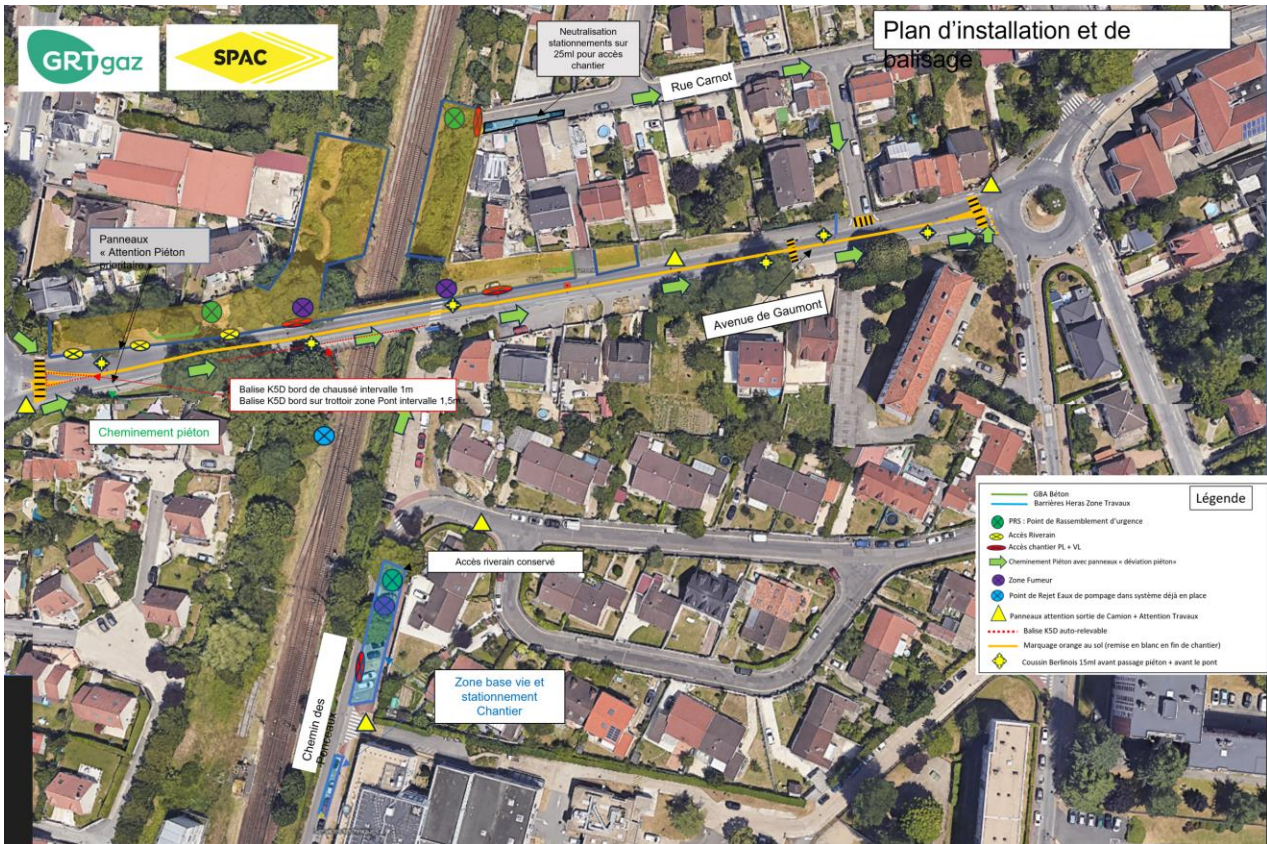 GRTgaz
SPAC
Neutralisation
stationnements sur
25ml pour accès
chantier
Plan d'installation et de
balisage
Rue Carnot
Panneaux
« Attention Piéton
prioritaire
Avenue de Gaumont
Balise K5D bord de chaussé intervalle 1m
Balise K5D bord sur trottoir zone Pont intervalle 1,5m
Cheminement piéton
Accès riverain conservé
Zone base vie et
stationnement
Chantier
Chemin des
Ponceaux
Légende
GBA Béton
Barrières Heras Zone Travaux
PRS : Point de Rassemblement d'urgence
Accès Riverain
Accès chantier PL + VL
Cheminement Piéton avec panneaux « déviation piéton»
Zone Fumeur
Point de Rejet Eaux de pompage dans système déjà en place
Panneaux attention sortie de Camion + Attention Travaux
Balise K5D auto-relevable
Marquage orange au sol (remise en blanc en fin de chantier)
Coussin Berlinois 15ml avant passage piéton + avant le pont